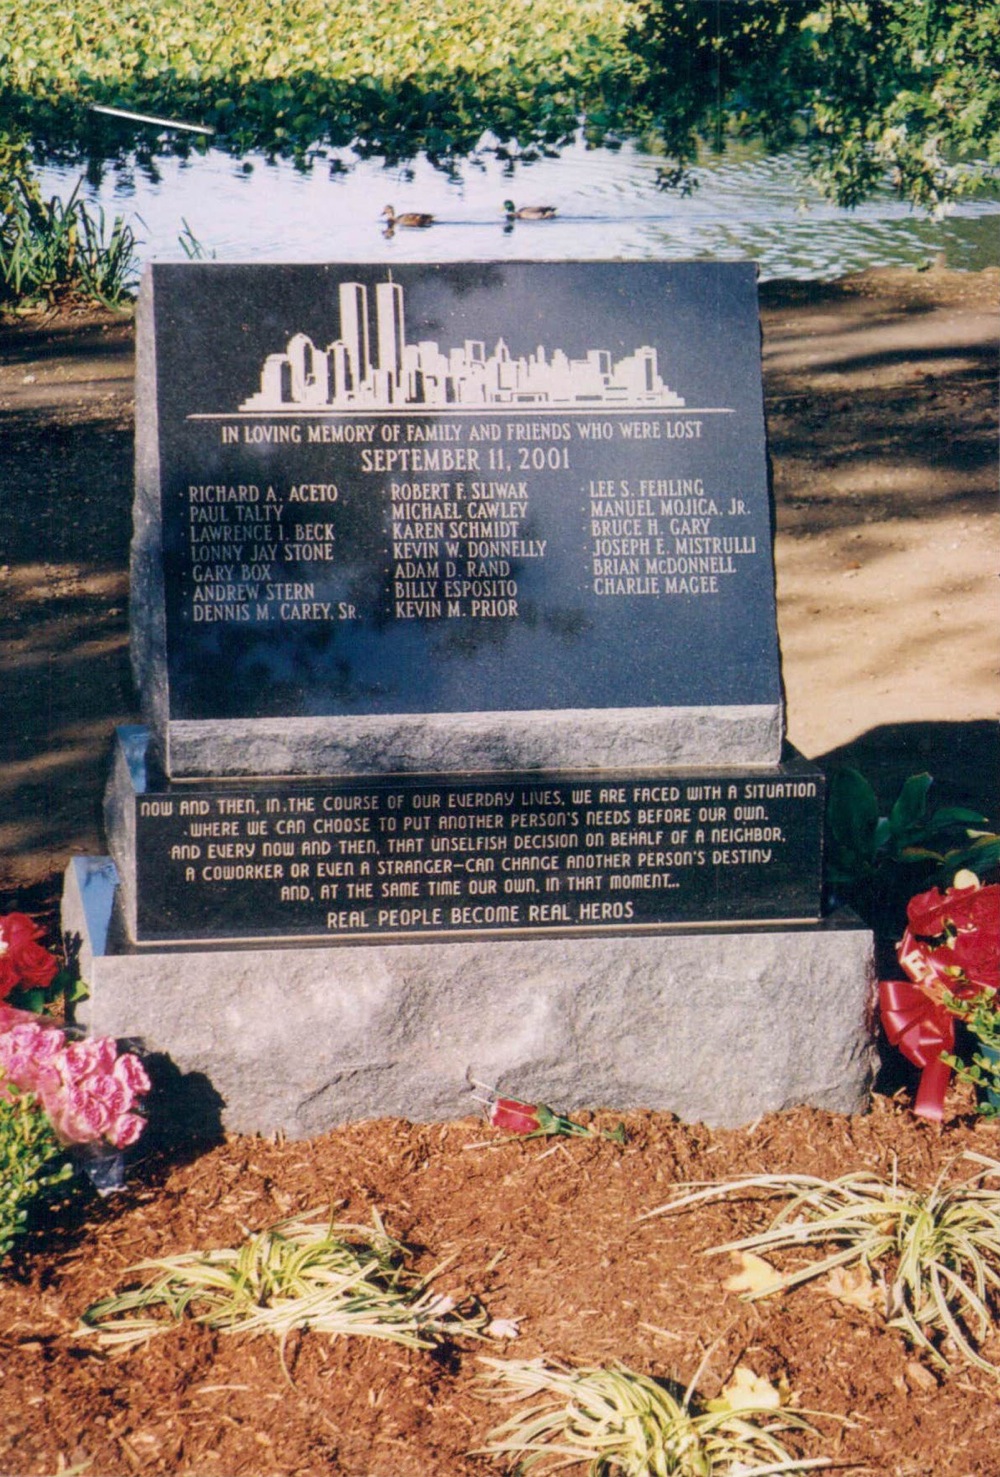 IN LOVING MEMORY OF FAMILY AND FRIENDS WHO WERE LOST
SEPTEMBER 11, 2001
· RICHARD A. ACETO
· PAUL TALTY
· LAWRENCE I. BECK
· LONNY JAY STONE
· GARY BOX
· ANDREW STERN
· DENNIS M. CAREY, SR.
· ROBERT F. SLIWAK
· MICHAEL CAWLEY
· KAREN SCHMIDT
· KEVIN W. DONNELLY
· ADAM D. RAND
· BILLY ESPOSITO
· KEVIN M. PRIOR
· LEE S. FEHLING
· MANUEL MOJICA, JR.
· BRUCE H. GARY
· JOSEPH E. MISTRULLI
· BRIAN McDONNELL
· CHARLIE MAGEE
NOW AND THEN, IN THE COURSE OF OUR EVERDAY LIVES, WE ARE FACED WITH A SITUATION
WHERE WE CAN CHOOSE TO PUT ANOTHER PERSON'S NEEDS BEFORE OUR OWN.
AND EVERY NOW AND THEN, THAT UNSELFISH DECISION ON BEHALF OF A NEIGHBOR,
A COWORKER OR EVEN A STRANGER—CAN CHANGE ANOTHER PERSON'S DESTINY
AND, AT THE SAME TIME OUR OWN. IN THAT MOMENT...
REAL PEOPLE BECOME REAL HEROS